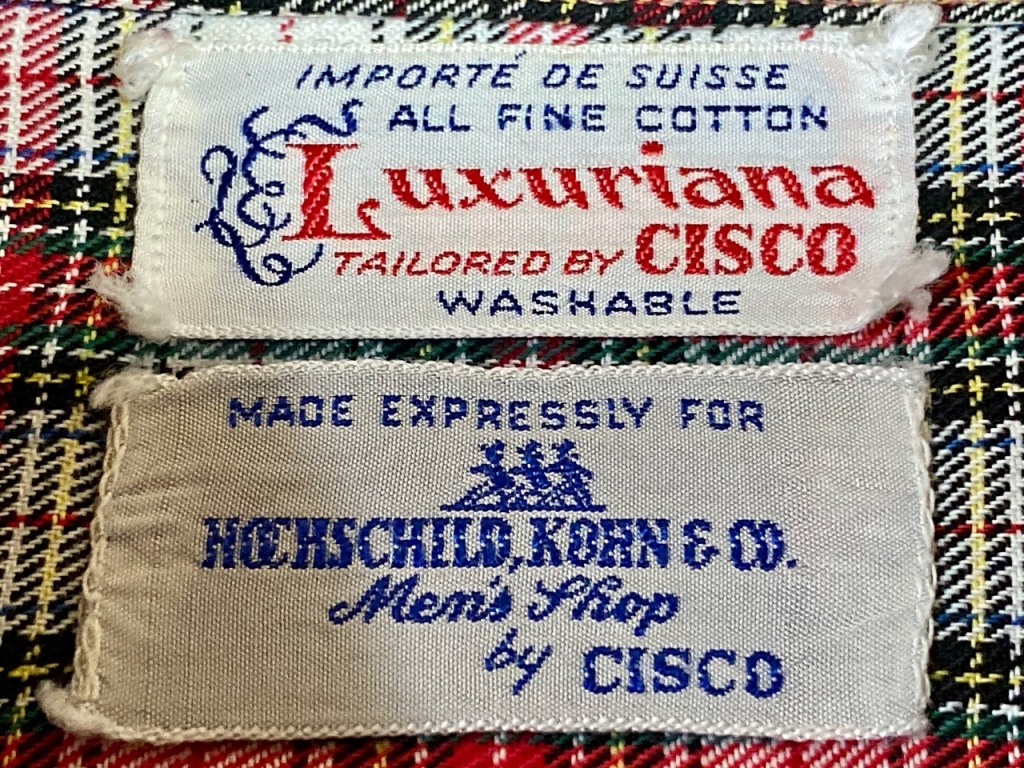 IMPORTÉ DE SUISSE
ALL FINE COTTON
Luxuriana
TAILORED BY CISCO
WASHABLE
MADE EXPRESSLY FOR
HOCHSCHILD, KOHN & CO.
Men's Shop
by CISCO